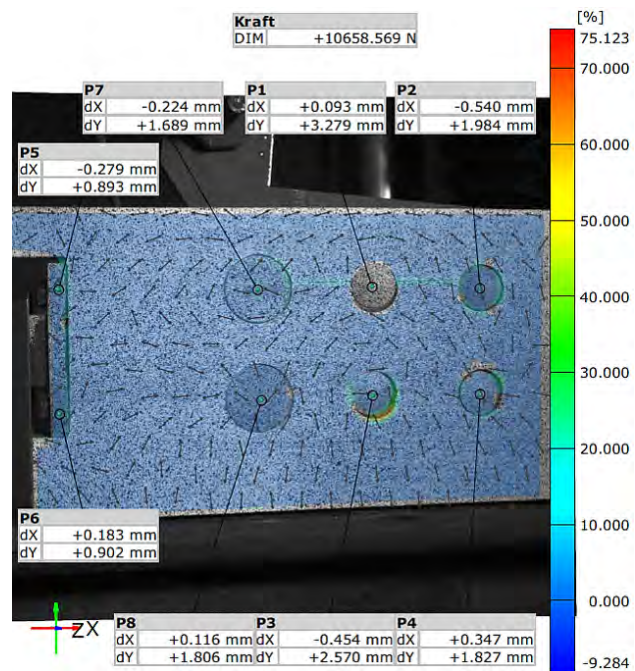 Kraft
DIM +10658.569 N
[%]
75.123
70.000
60.000
50.000
40.000
30.000
20.000
10.000
0.000
-9.284
P7
dX -0.224 mm
dY +1.689 mm
P1
dX +0.093 mm
dY +3.279 mm
P2
dX -0.540 mm
dY +1.984 mm
P5
dX -0.279 mm
dY +0.893 mm
P6
dX +0.183 mm
dY +0.902 mm
Z X
P8
dX +0.116 mm
dY +1.806 mm
P3
dX -0.454 mm
dY +2.570 mm
P4
dX +0.347 mm
dY +1.827 mm